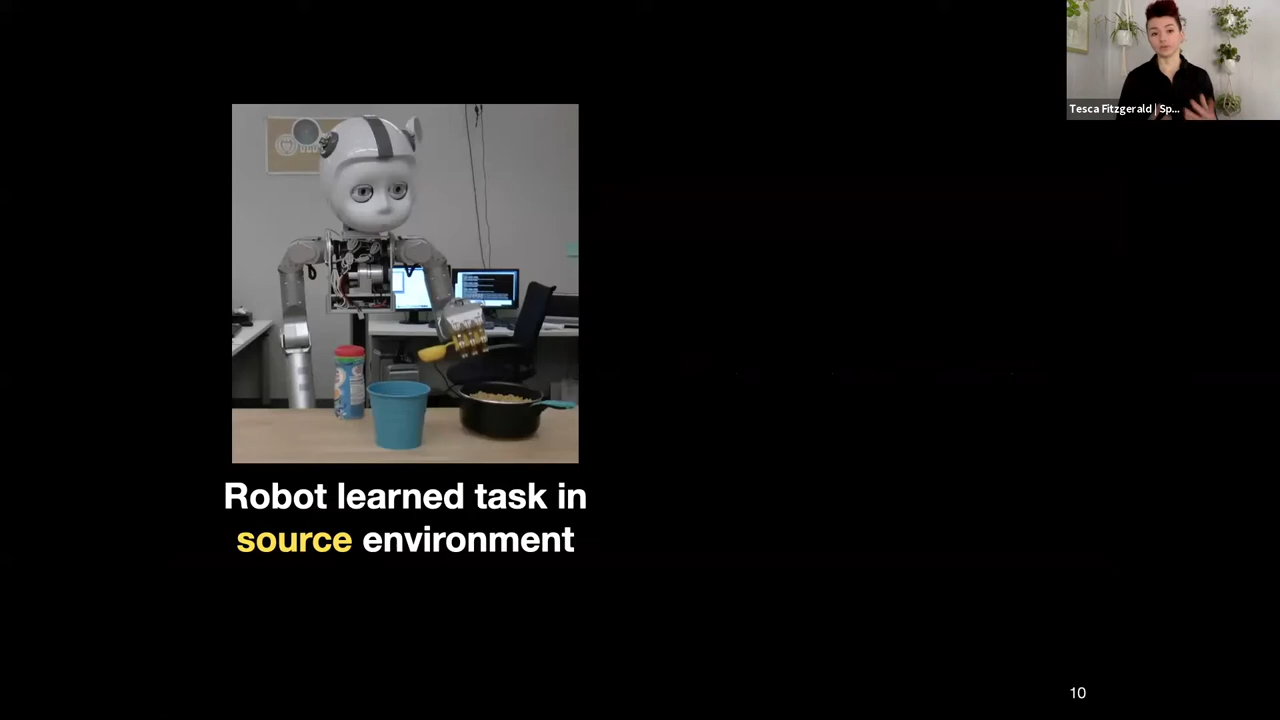 Tesca Fitzgerald | Sp...
Robot learned task in
source environment
10